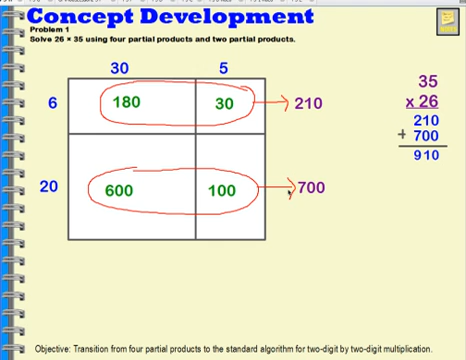 Concept Development
Problem 1
Solve 26 × 35 using four partial products and two partial products.
30 5
6 180 30 210
20 600 100 700
35
x 26
210
+ 700
910
Objective: Transition from four partial products to the standard algorithm for two-digit by two-digit multiplication.